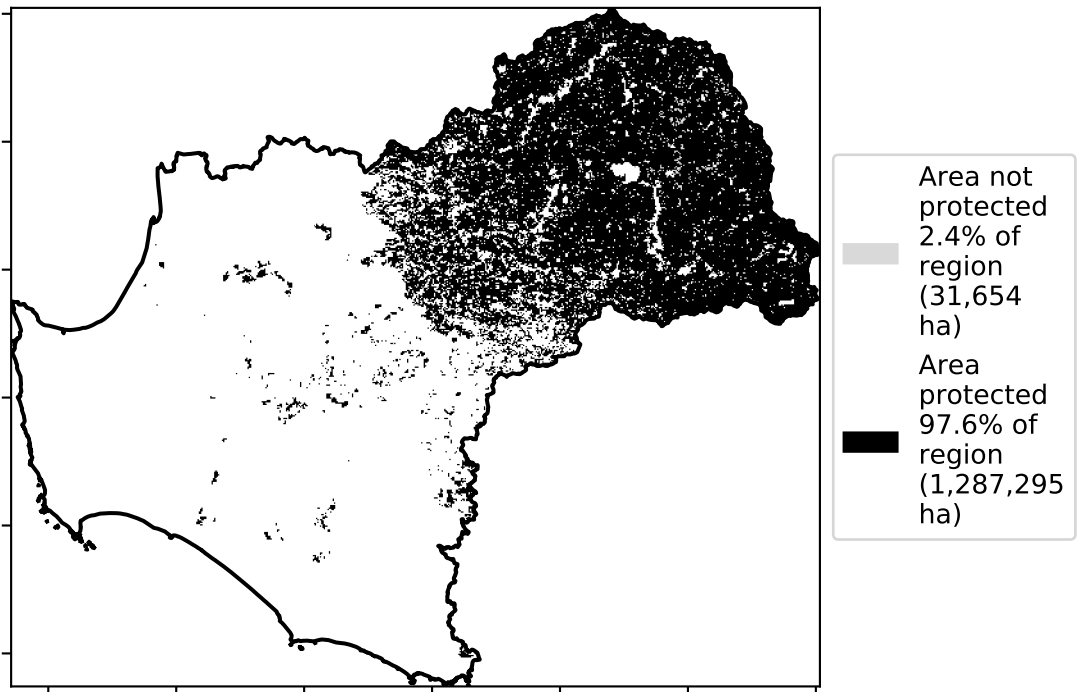 Area not
protected
2.4% of
region
(31,654
ha)
Area
protected
97.6% of
region
(1,287,295
ha)